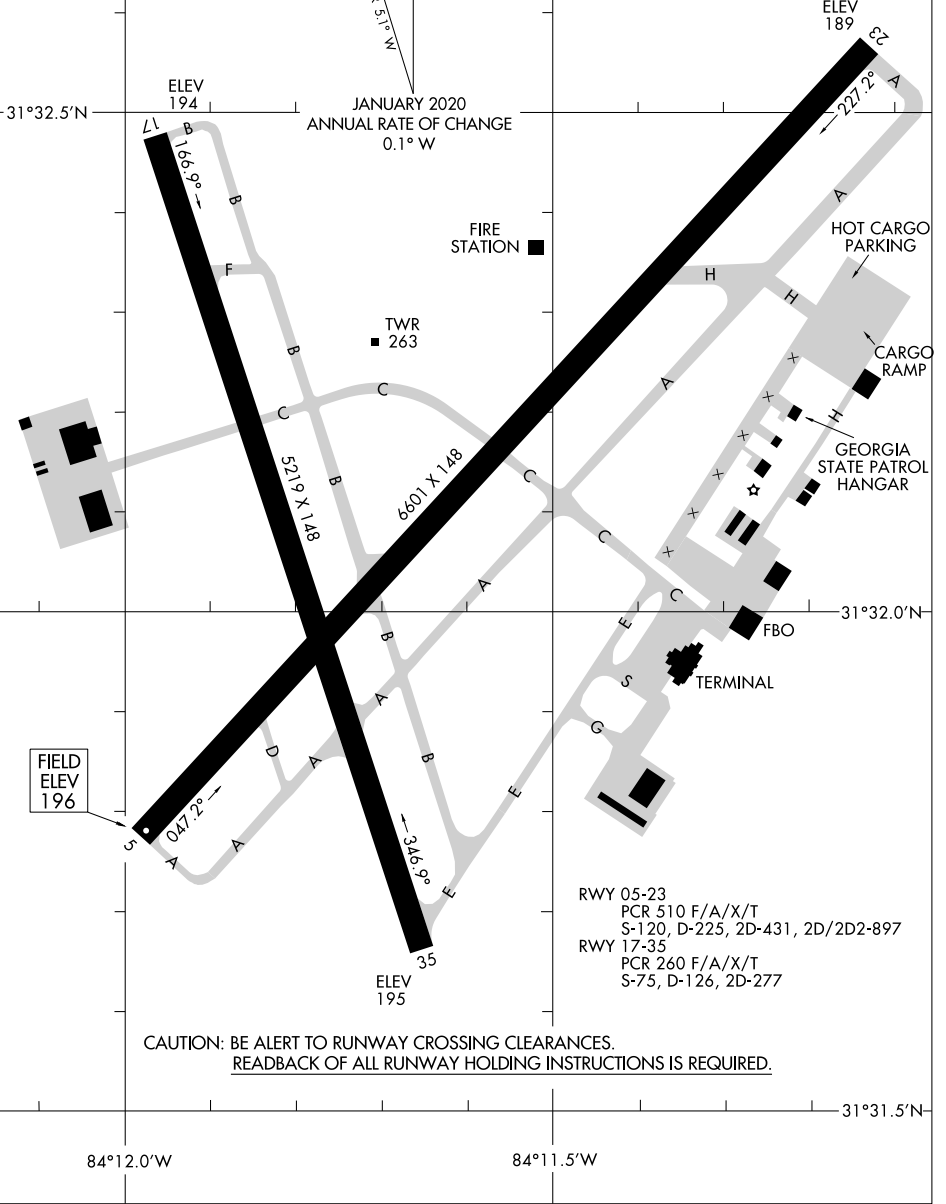 R 5.1° W
ELEV
189
23
A
227.2°
31°32.5'N
ELEV
194
17
B
166.9°
JANUARY 2020
ANNUAL RATE OF CHANGE
0.1° W
B
A
FIRE
STATION
HOT CARGO
PARKING
F
H
H
TWR
263
B
X
CARGO
RAMP
A
C
C
X
H
X
GEORGIA
STATE PATROL
HANGAR
5219 X 148
B
6601 X 148
C
X
X
C
X
A
C
31°32.0'N
E
FBO
B
S
TERMINAL
A
G
D
A
B
FIELD
ELEV
196
E
047.2°
5
A
A
346.9°
E
35
ELEV
195
RWY 05-23
PCR 510 F/A/X/T
S-120, D-225, 2D-431, 2D/2D2-897
RWY 17-35
PCR 260 F/A/X/T
S-75, D-126, 2D-277
CAUTION: BE ALERT TO RUNWAY CROSSING CLEARANCES.
READBACK OF ALL RUNWAY HOLDING INSTRUCTIONS IS REQUIRED.
31°31.5'N
84°12.0'W
84°11.5'W